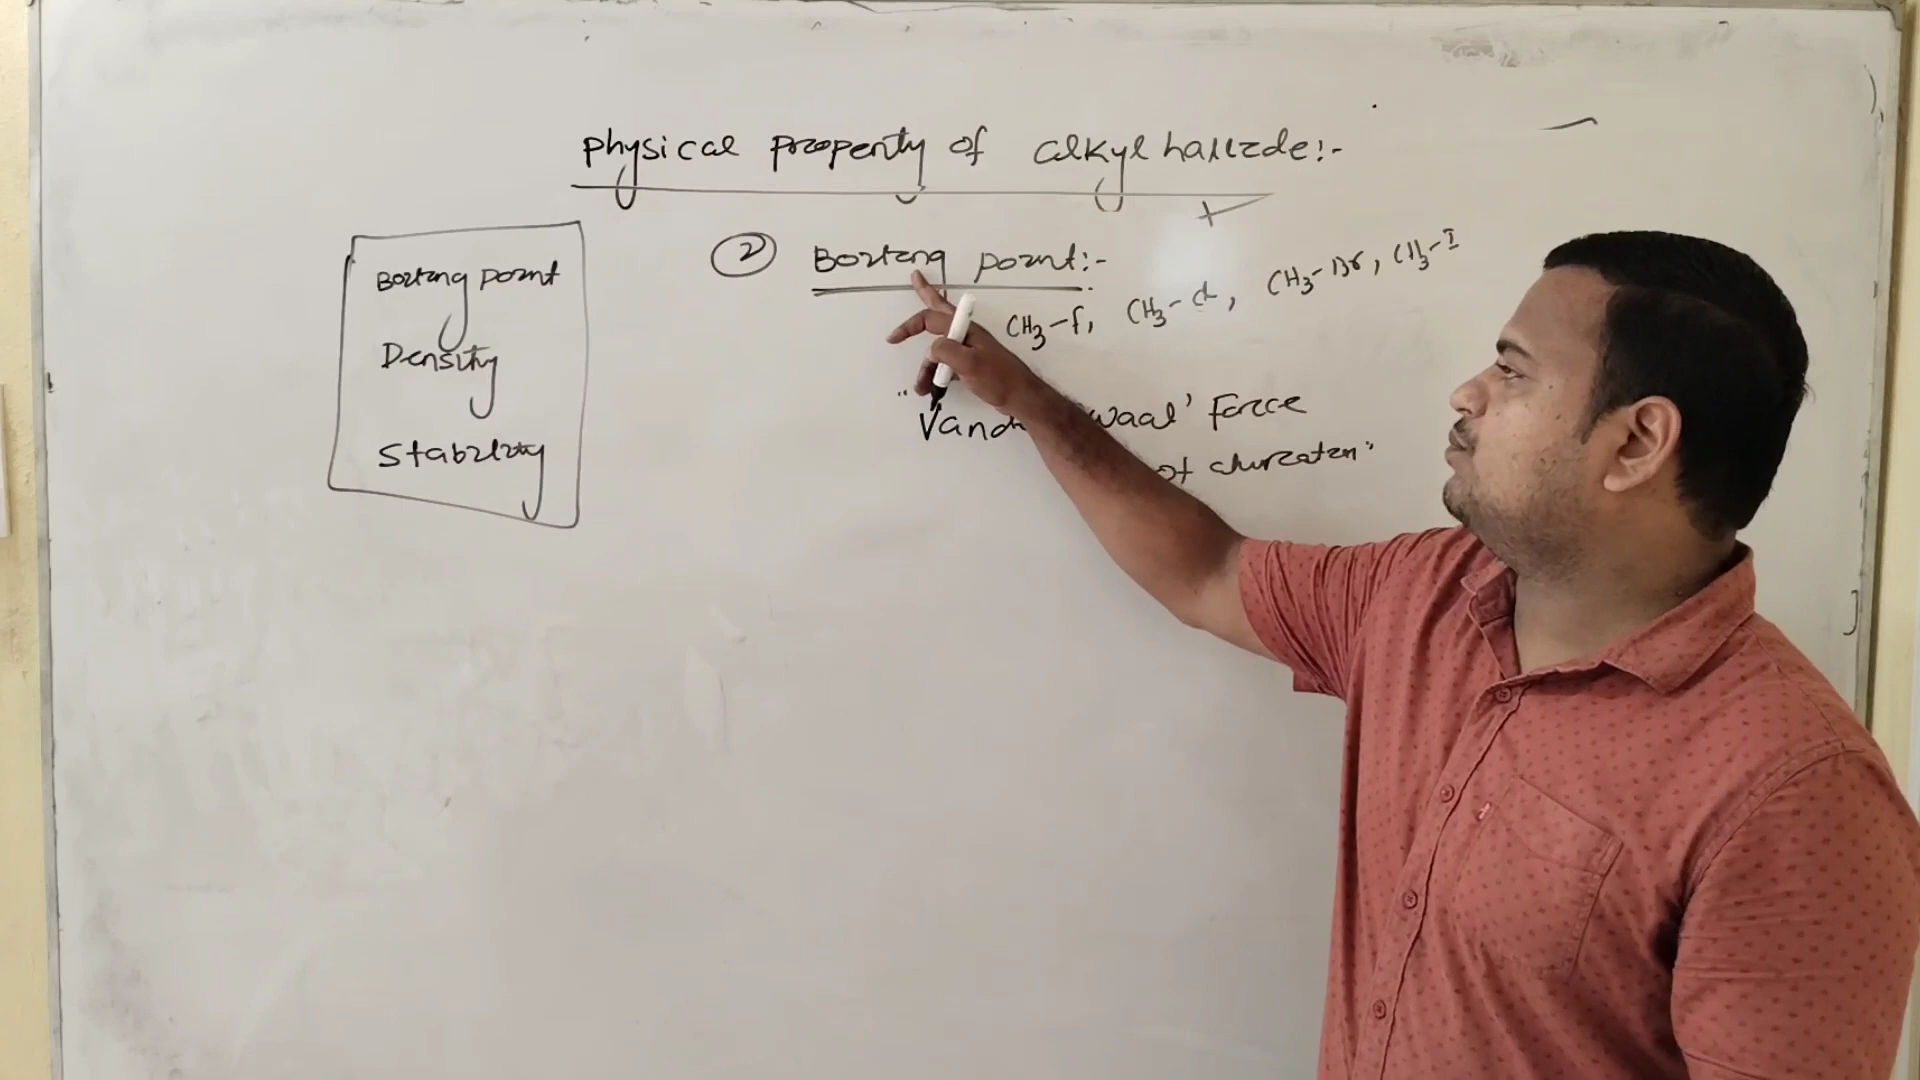 physical property of alkyl halide:-
Boiling point
Density
Stability
② Boiling point:-
CH3-F, CH3-Cl, CH3-Br, CH3-I
"Vand waal' Force
of